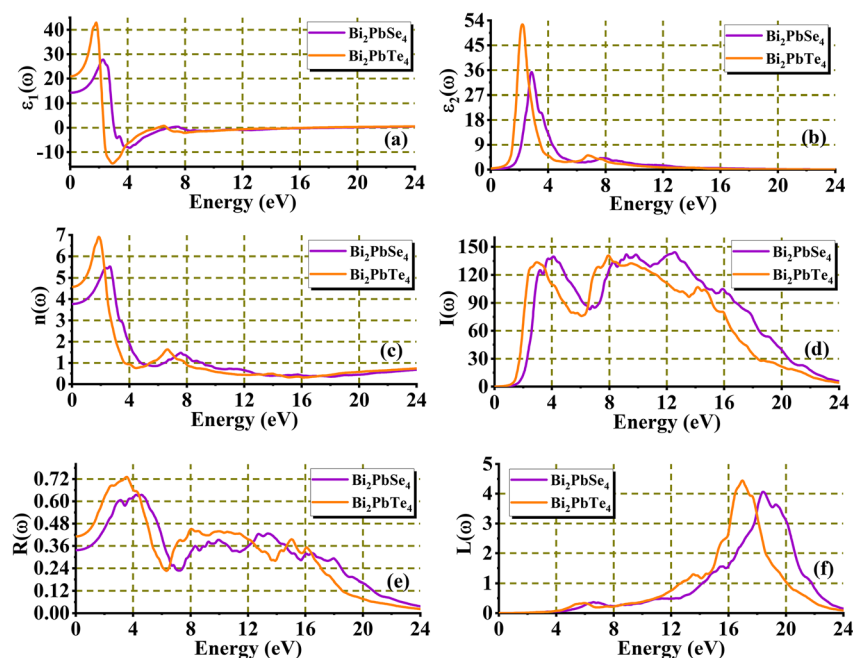 40
30
20
10
0
-10
ε₁(ω)
Bi₂PbSe₄
Bi₂PbTe₄
(a)
0 4 8 12 16 20 24
Energy (eV)
54
45
36
27
18
9
0
ε₂(ω)
Bi₂PbSe₄
Bi₂PbTe₄
(b)
0 4 8 12 16 20 24
Energy (eV)
7
6
5
4
3
2
1
0
n(ω)
Bi₂PbSe₄
Bi₂PbTe₄
(c)
0 4 8 12 16 20 24
Energy (eV)
150
120
90
60
30
0
I(ω)
Bi₂PbSe₄
Bi₂PbTe₄
(d)
0 4 8 12 16 20 24
Energy (eV)
0.72
0.60
0.48
0.36
0.24
0.12
0.00
R(ω)
Bi₂PbSe₄
Bi₂PbTe₄
(e)
0 4 8 12 16 20 24
Energy (eV)
5
4
3
2
1
0
L(ω)
Bi₂PbSe₄
Bi₂PbTe₄
(f)
0 4 8 12 16 20 24
Energy (eV)